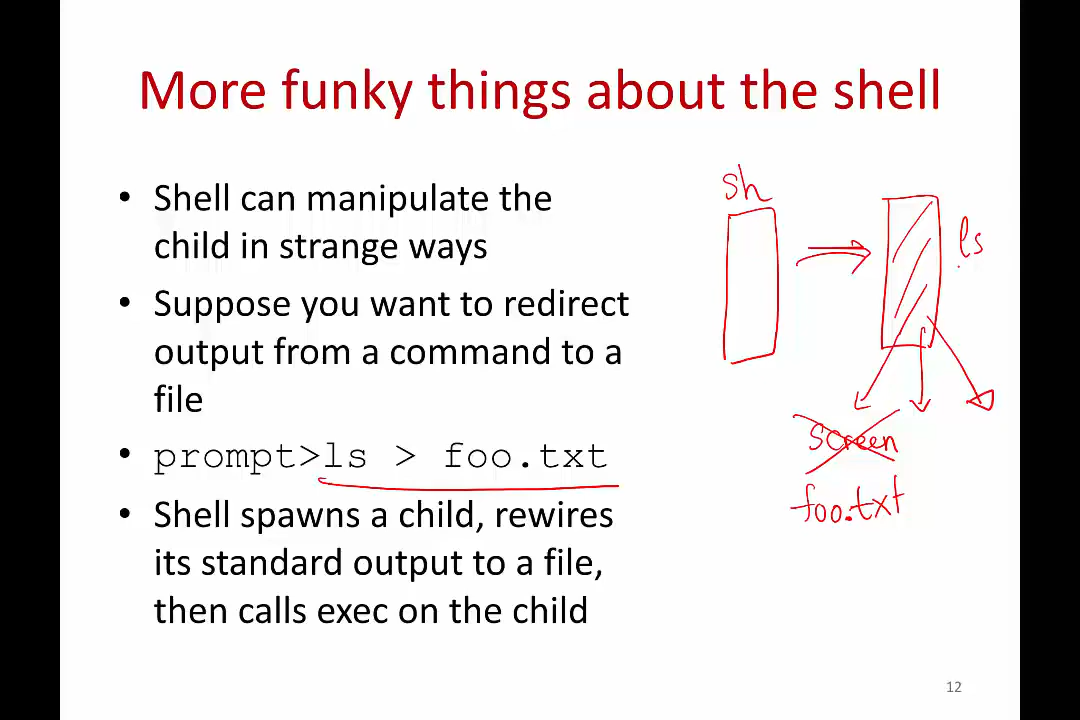 More funky things about the shell
• Shell can manipulate the
child in strange ways
• Suppose you want to redirect
output from a command to a
file
• prompt>ls > foo.txt
• Shell spawns a child, rewires
its standard output to a file,
then calls exec on the child
sh
ls
screen
foo.txt
12